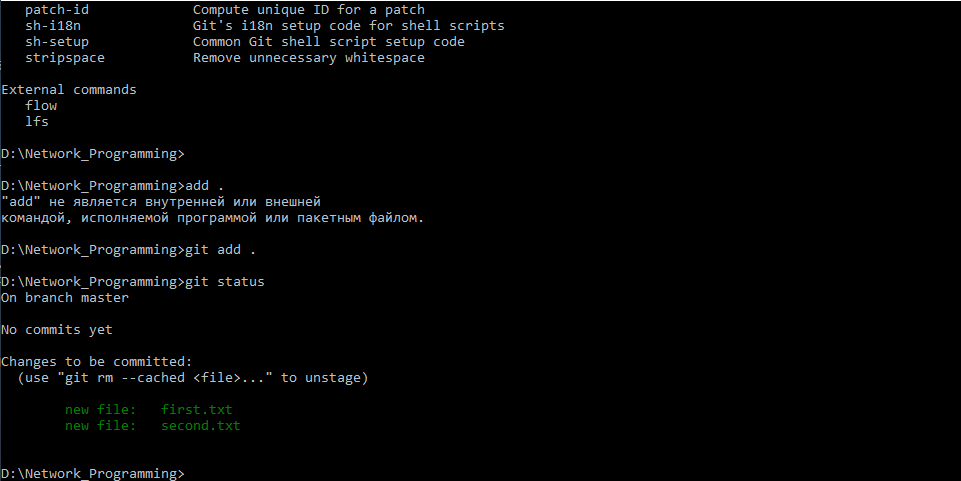 patch-id             Compute unique ID for a patch
sh-i18n              Git's i18n setup code for shell scripts
sh-setup             Common Git shell script setup code
stripspace           Remove unnecessary whitespace
External commands
flow
lfs
D:\Network_Programming>
D:\Network_Programming>add .
"add" не является внутренней или внешней
командой, исполняемой программой или пакетным файлом.
D:\Network_Programming>git add .
D:\Network_Programming>git status
On branch master
No commits yet
Changes to be committed:
(use "git rm --cached <file>..." to unstage)
new file:   first.txt
new file:   second.txt
D:\Network_Programming>